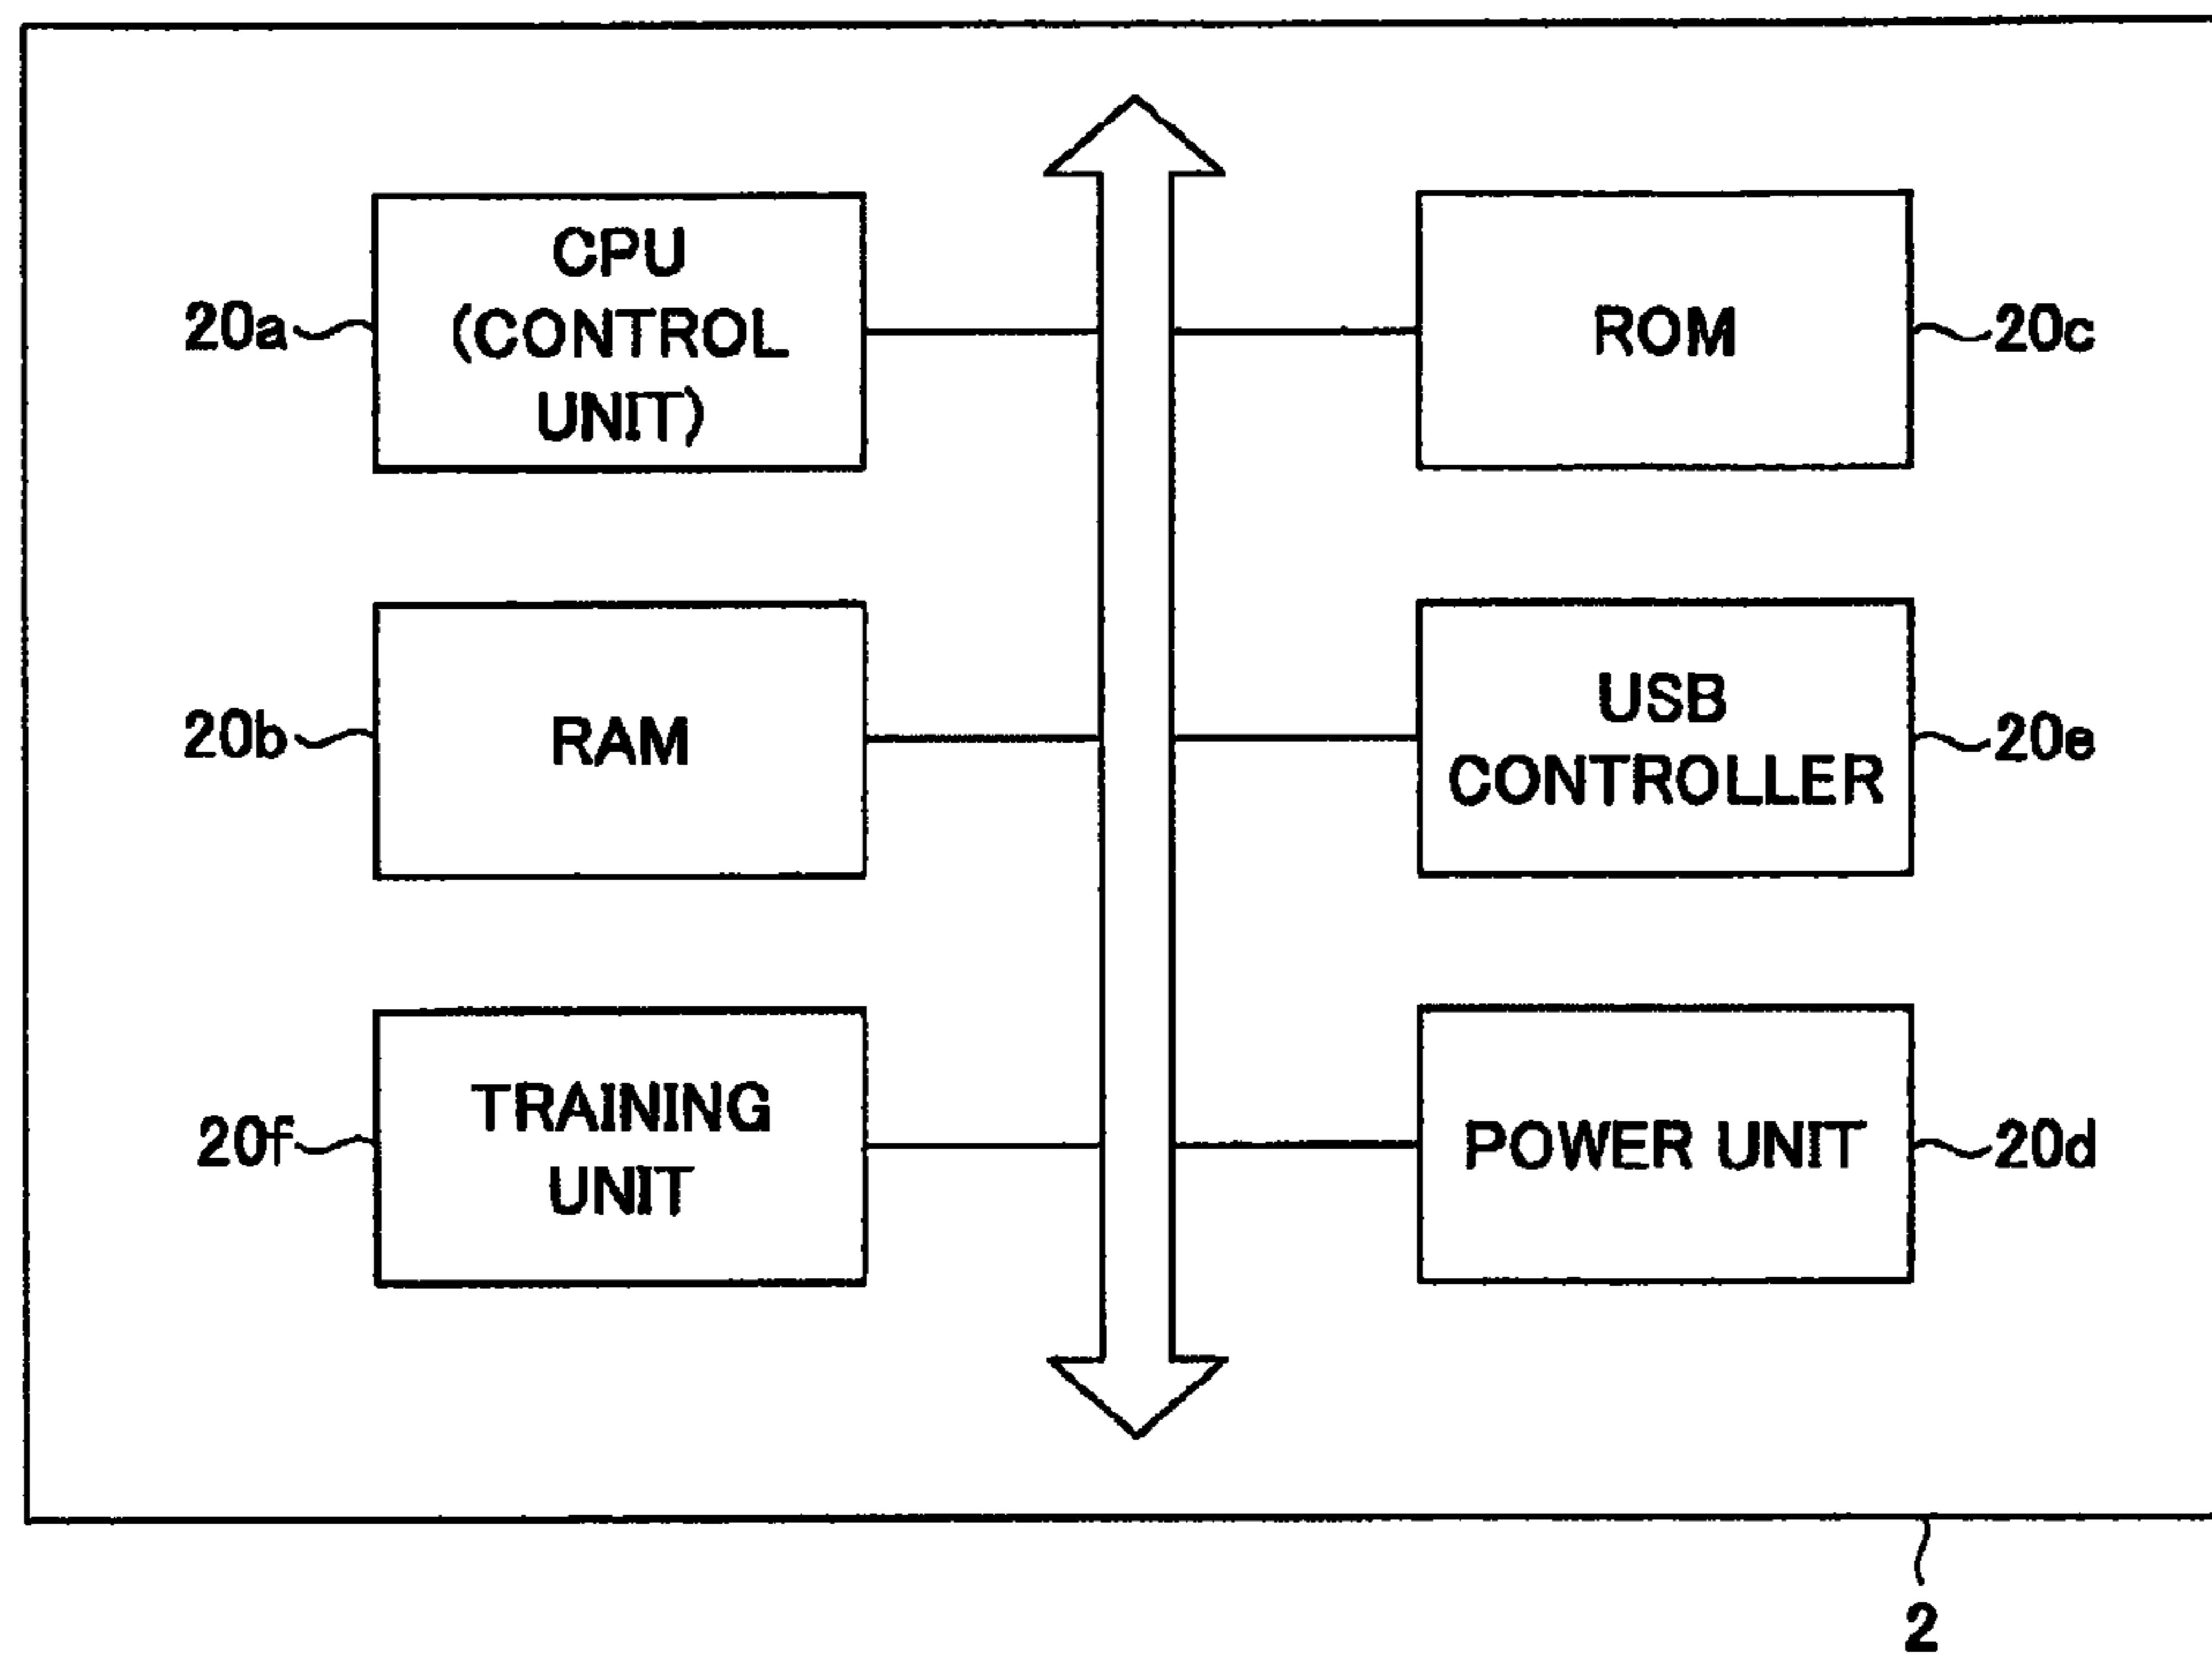 CPU
(CONTROL
UNIT)
20a
ROM
20c
RAM
20b
USB
CONTROLLER
20e
TRAINING
UNIT
20f
POWER UNIT
20d
2